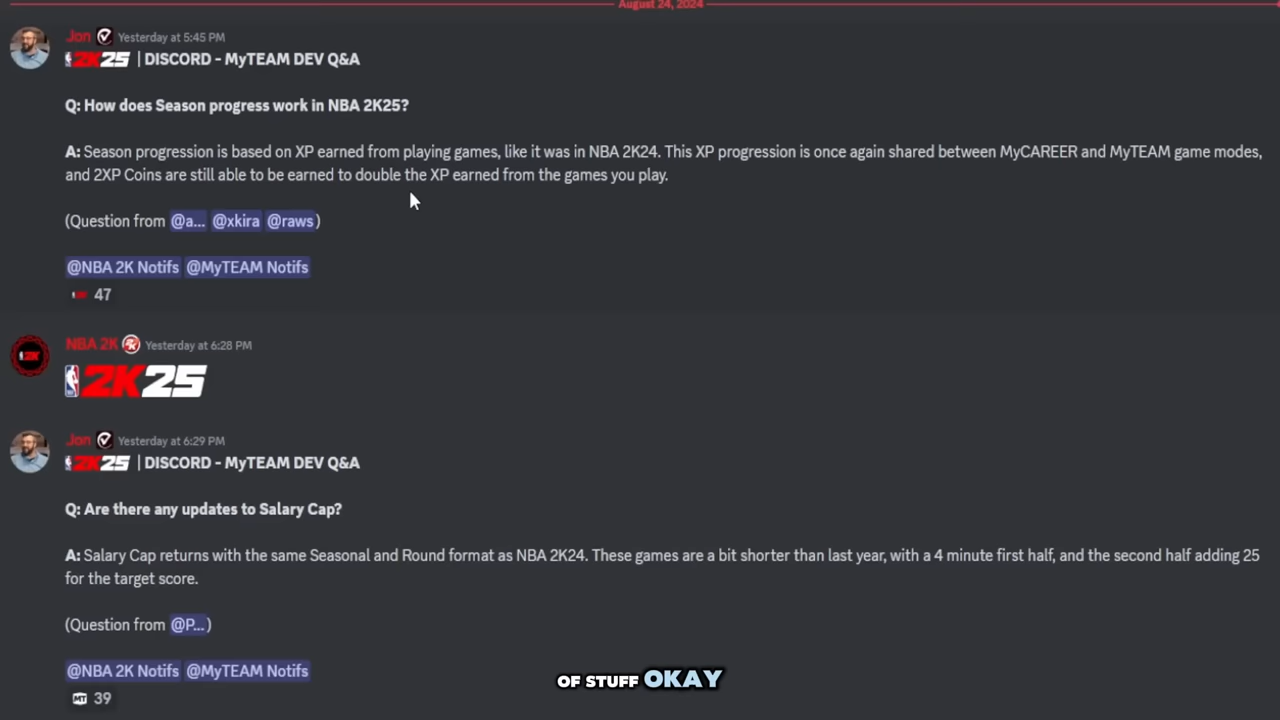 August 24, 2024
Jon Yesterday at 5:45 PM
2K25 | DISCORD - MyTEAM DEV Q&A
Q: How does Season progress work in NBA 2K25?
A: Season progression is based on XP earned from playing games, like it was in NBA 2K24. This XP progression is once again shared between MyCAREER and MyTEAM game modes,
and 2XP Coins are still able to be earned to double the XP earned from the games you play.
(Question from @a... @xkira @raws)
@NBA 2K Notifs @MyTEAM Notifs
47
NBA 2K Yesterday at 6:28 PM
2K25
Jon Yesterday at 6:29 PM
2K25 | DISCORD - MyTEAM DEV Q&A
Q: Are there any updates to Salary Cap?
A: Salary Cap returns with the same Seasonal and Round format as NBA 2K24. These games are a bit shorter than last year, with a 4 minute first half, and the second half adding 25
for the target score.
(Question from @P...)
@NBA 2K Notifs @MyTEAM Notifs
MT 39
OF STUFF OKAY